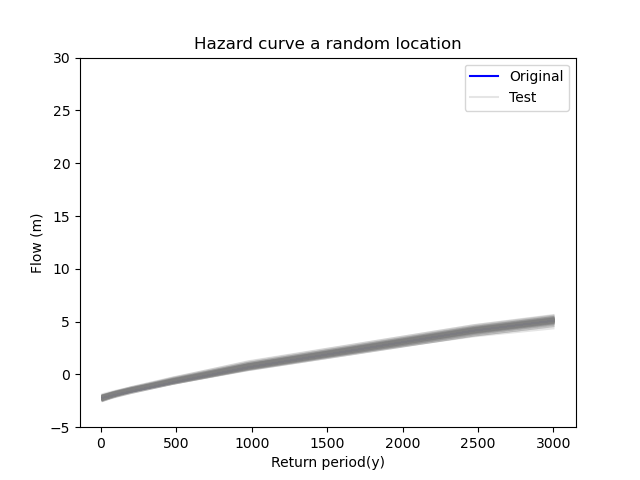 Hazard curve a random location
30
25
20
15
10
5
0
−5
Flow (m)
Original
Test
0 500 1000 1500 2000 2500 3000
Return period(y)